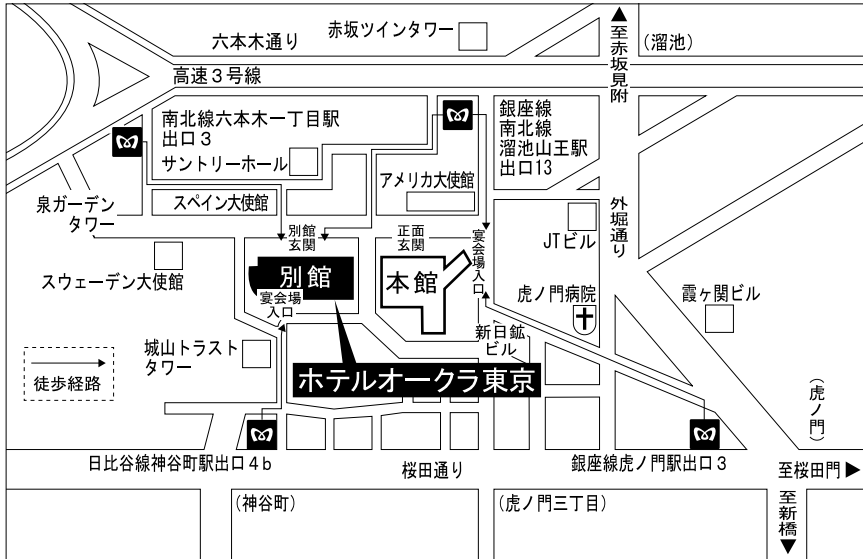 六本木通り
赤坂ツインタワー
▲至赤坂見附
(溜池)
高速３号線
南北線六本木一丁目駅
出口３
銀座線
南北線
溜池山王駅
出口13
サントリーホール
アメリカ大使館
スペイン大使館
泉ガーデン
タワー
別館
玄関
正面
玄関
宴会場入口
JTビル
外堀通り
スウェーデン大使館
別館
宴会場
入口
本館
虎ノ門病院
霞ヶ関ビル
新日鉱
ビル
城山トラスト
タワー
徒歩経路
ホテルオークラ東京
(虎ノ門)
日比谷線神谷町駅出口４b
桜田通り
銀座線虎ノ門駅出口３
至桜田門▶
(神谷町)
(虎ノ門三丁目)
至新橋▼